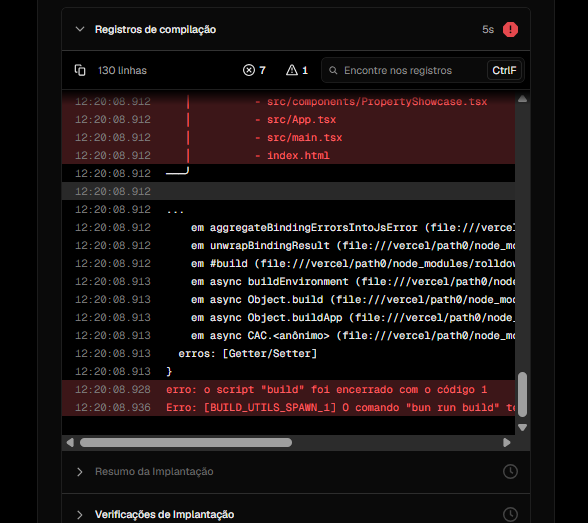 Registros de compilação 5s
130 linhas 7 1 Encontre nos registros CtrlF
12:20:08.912 | - src/components/PropertyShowcase.tsx
12:20:08.912 | - src/App.tsx
12:20:08.912 | - src/main.tsx
12:20:08.912 | - index.html
12:20:08.912 ───╯
12:20:08.912
12:20:08.912 ...
12:20:08.912 em aggregateBindingErrorsIntoJsError (file:///vercel
12:20:08.912 em unwrapBindingResult (file:///vercel/path0/node_m
12:20:08.912 em #build (file:///vercel/path0/node_modules/rolldow
12:20:08.913 em async buildEnvironment (file:///vercel/path0/node
12:20:08.913 em async Object.build (file:///vercel/path0/node_mod
12:20:08.913 em async Object.buildApp (file:///vercel/path0/node_
12:20:08.913 em async CAC.<anônimo> (file:///vercel/path0/node_mo
12:20:08.913 erros: [Getter/Setter]
12:20:08.913 }
12:20:08.928 erro: o script "build" foi encerrado com o código 1
12:20:08.936 Erro: [BUILD_UTILS_SPAWN_1] O comando "bun run build" te
Resumo da Implantação
Verificações de Implantação